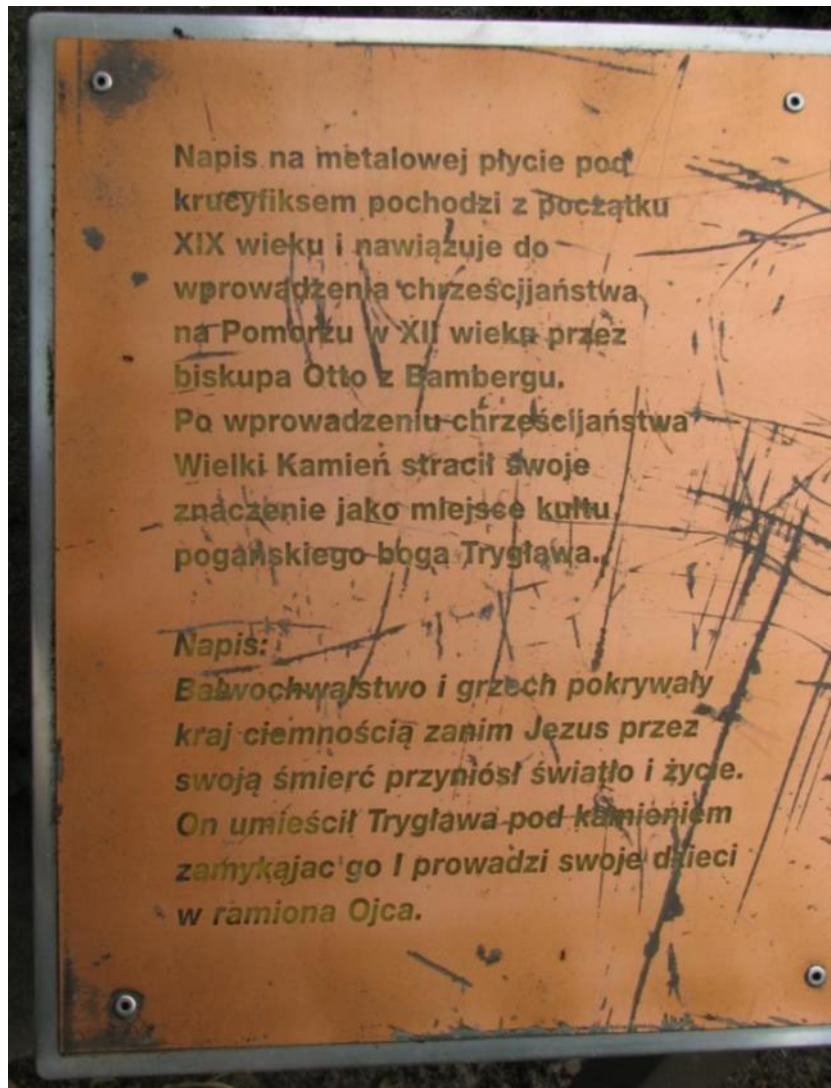 Napis na metalowej płycie pod
krucyfiksem pochodzi z początku
XIX wieku i nawiązuje do
wprowadzenia chrześcijaństwa
na Pomorzu w XII wieku przez
biskupa Otto z Bambergu.
Po wprowadzeniu chrześcijaństwa
Wielki Kamień stracił swoje
znaczenie jako miejsce kultu
pogańskiego boga Trygława.

Napis:
Bałwochwalstwo i grzech pokrywały
kraj ciemnością zanim Jezus przez
swoją śmierć przyniósł światło i życie.
On umieścił Trygława pod kamieniem
zamykąjac go I prowadzi swoje dzieci
w ramiona Ojca.